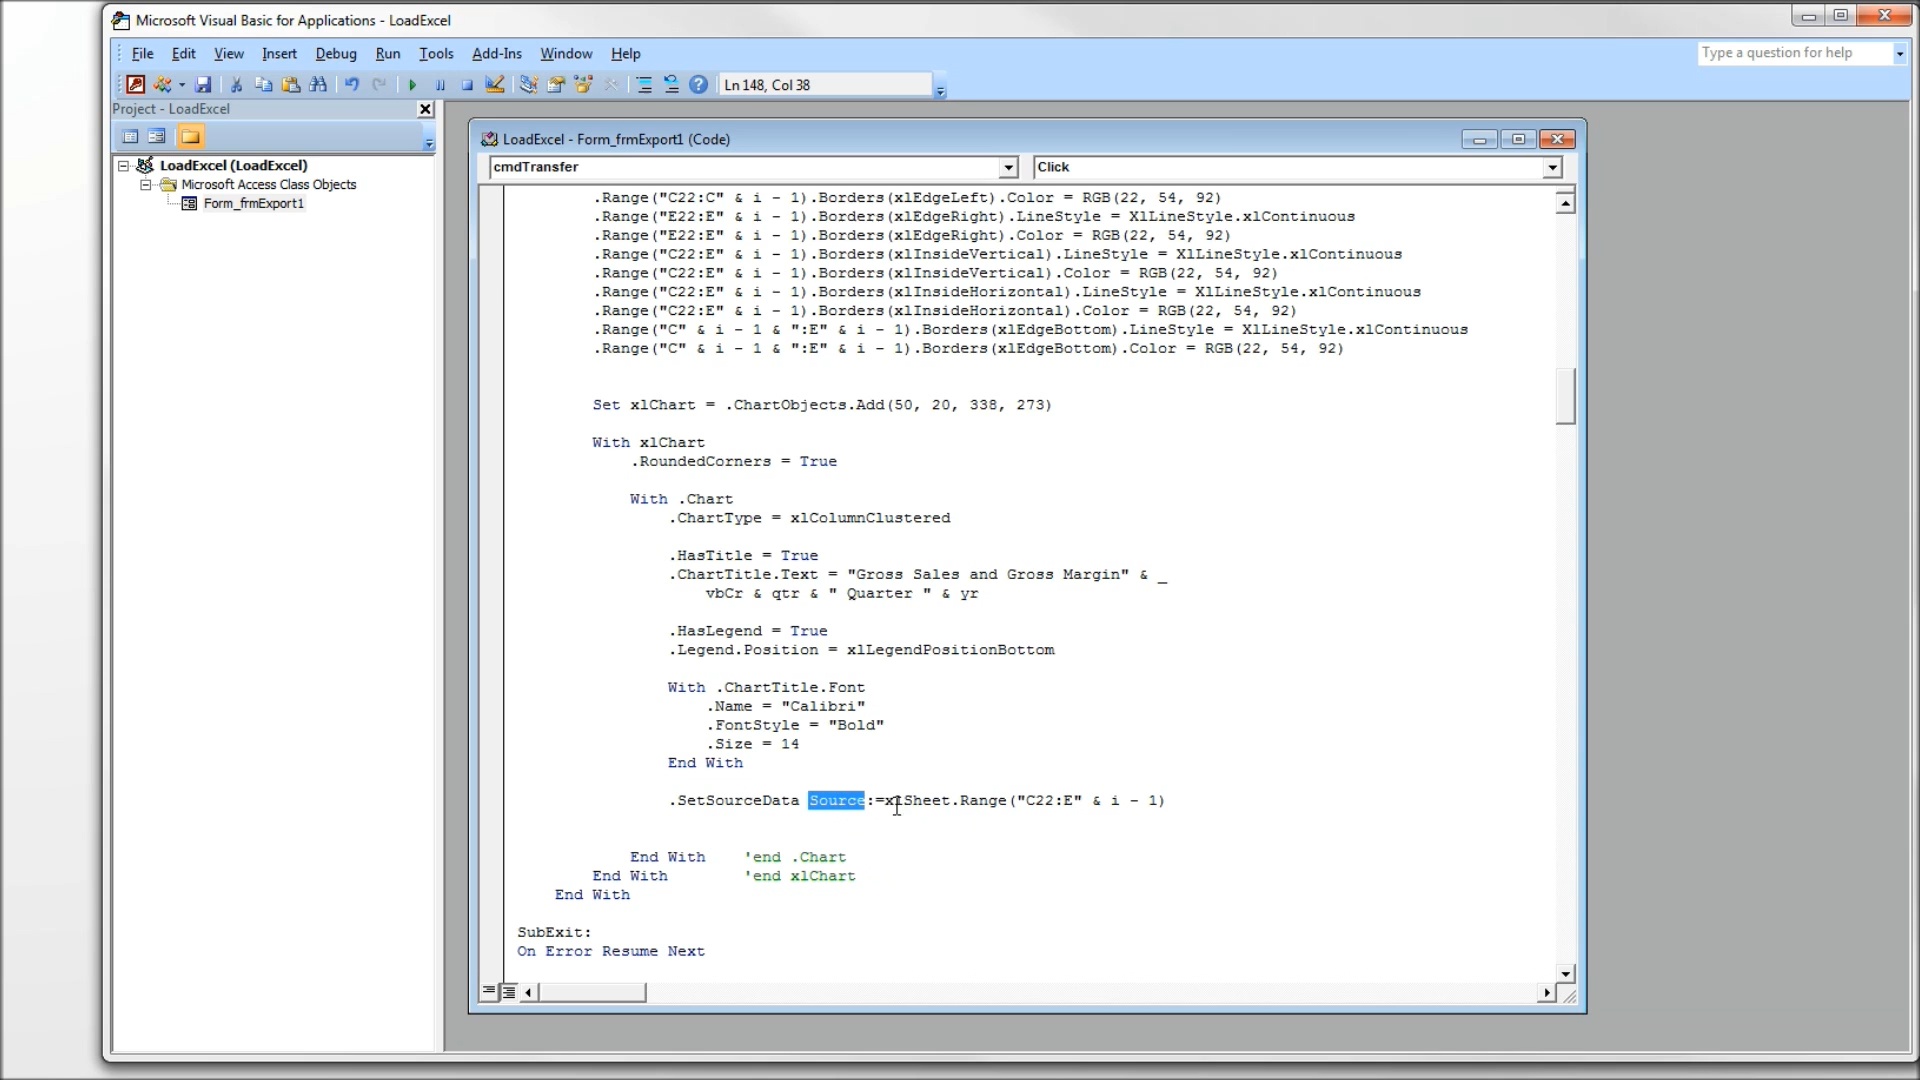 Microsoft Visual Basic for Applications - LoadExcel
File Edit View Insert Debug Run Tools Add-Ins Window Help
Type a question for help
Ln 148, Col 38
Project - LoadExcel
LoadExcel (LoadExcel)
Microsoft Access Class Objects
Form_frmExport1
LoadExcel - Form_frmExport1 (Code)
cmdTransfer Click
.Range("C22:C" & i - 1).Borders(xlEdgeLeft).Color = RGB(22, 54, 92)
.Range("E22:E" & i - 1).Borders(xlEdgeRight).LineStyle = XlLineStyle.xlContinuous
.Range("E22:E" & i - 1).Borders(xlEdgeRight).Color = RGB(22, 54, 92)
.Range("C22:E" & i - 1).Borders(xlInsideVertical).LineStyle = XlLineStyle.xlContinuous
.Range("C22:E" & i - 1).Borders(xlInsideVertical).Color = RGB(22, 54, 92)
.Range("C22:E" & i - 1).Borders(xlInsideHorizontal).LineStyle = XlLineStyle.xlContinuous
.Range("C22:E" & i - 1).Borders(xlInsideHorizontal).Color = RGB(22, 54, 92)
.Range("C" & i - 1 & ":E" & i - 1).Borders(xlEdgeBottom).LineStyle = XlLineStyle.xlContinuous
.Range("C" & i - 1 & ":E" & i - 1).Borders(xlEdgeBottom).Color = RGB(22, 54, 92)
Set xlChart = .ChartObjects.Add(50, 20, 338, 273)
With xlChart
.RoundedCorners = True
With .Chart
.ChartType = xlColumnClustered
.HasTitle = True
.ChartTitle.Text = "Gross Sales and Gross Margin" & _
vbCr & qtr & " Quarter " & yr
.HasLegend = True
.Legend.Position = xlLegendPositionBottom
With .ChartTitle.Font
.Name = "Calibri"
.FontStyle = "Bold"
.Size = 14
End With
.SetSourceData Source:=xlSheet.Range("C22:E" & i - 1)
End With 'end .Chart
End With 'end xlChart
End With
SubExit:
On Error Resume Next